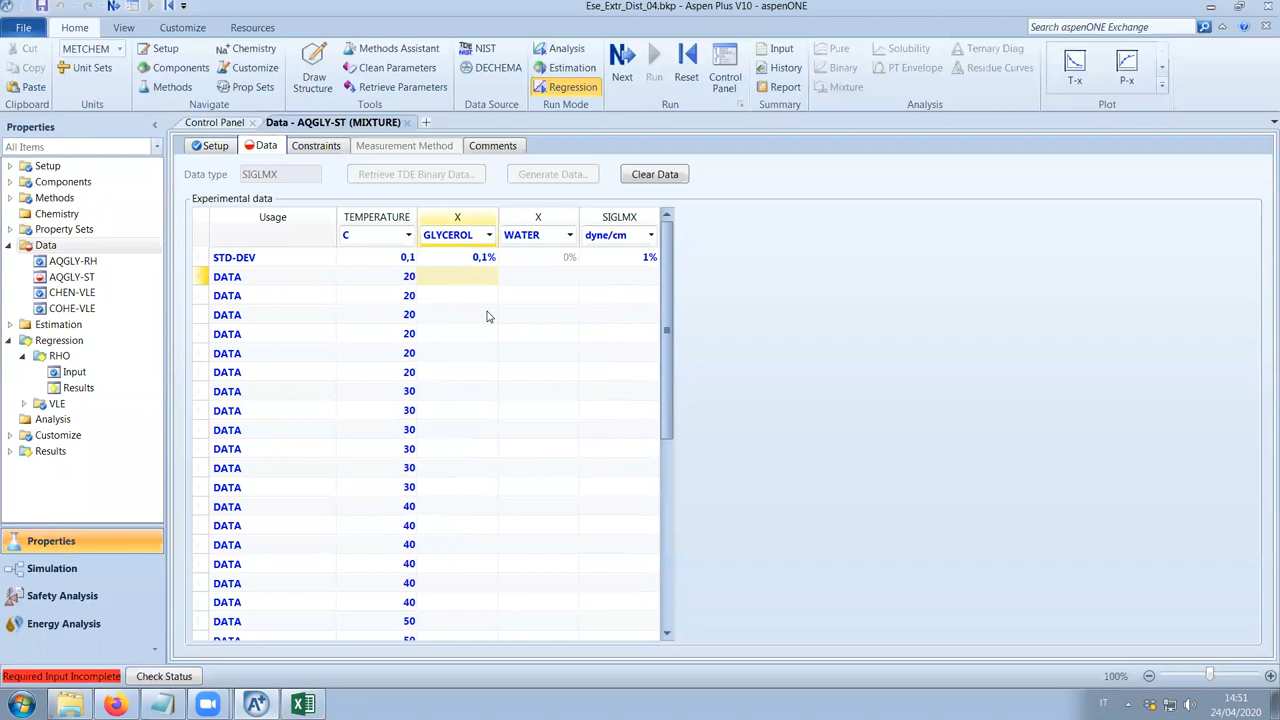 Ese_Extr_Dist_04.bkp - Aspen Plus V10 - aspenONE
File Home View Customize Resources
Search aspenONE Exchange
Cut METCHEM Setup Chemistry Methods Assistant NIST Analysis Input Pure Solubility Ternary Diag
Copy Unit Sets Components Customize Clean Parameters DECHEMA Estimation History Binary PT Envelope Residue Curves
Paste Methods Prop Sets Draw Structure Retrieve Parameters Regression Next Run Reset Control Panel Report Mixture T-x P-x
Clipboard Units Navigate Tools Data Source Run Mode Run Summary Analysis Plot
Properties
Control Panel Data - AQGLY-ST (MIXTURE)
All Items
Setup Data Constraints Measurement Method Comments
Setup
Components
Methods
Chemistry
Property Sets
Data
AQGLY-RH
AQGLY-ST
CHEN-VLE
COHE-VLE
Estimation
Regression
RHO
Input
Results
VLE
Analysis
Customize
Results
Properties
Simulation
Safety Analysis
Energy Analysis
Data type SIGLMX Retrieve TDE Binary Data... Generate Data... Clear Data
Experimental data
Usage TEMPERATURE X X SIGLMX
C GLYCEROL WATER dyne/cm
STD-DEV 0,1 0,1% 0% 1%
DATA 20
DATA 20
DATA 20
DATA 20
DATA 20
DATA 20
DATA 30
DATA 30
DATA 30
DATA 30
DATA 30
DATA 30
DATA 40
DATA 40
DATA 40
DATA 40
DATA 40
DATA 40
DATA 50
DATA 50
Required Input Incomplete Check Status 100%
IT 14:51
24/04/2020